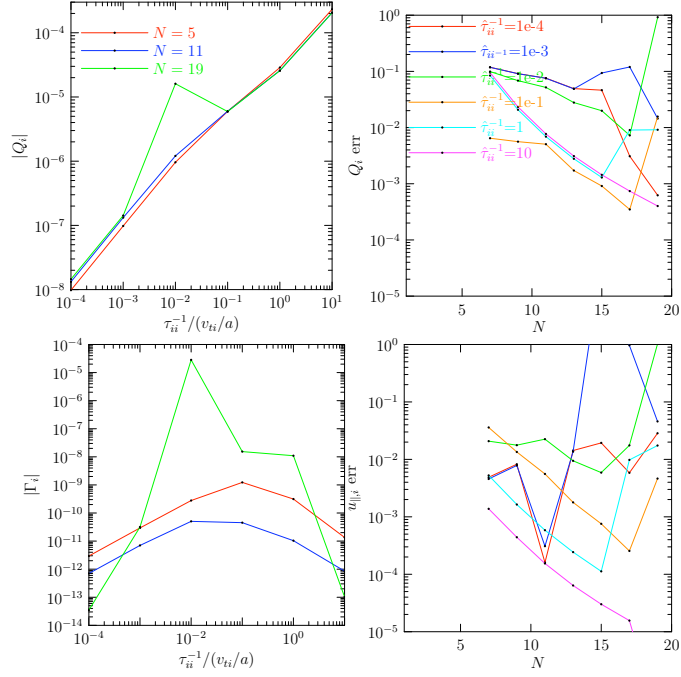 10^{-4}
10^{-5}
10^{-6}
10^{-7}
10^{-8}
|Q_i|
N = 5
N = 11
N = 19
10^{-4} 10^{-3} 10^{-2} 10^{-1} 10^{0} 10^{1}
τ_{ii}^{-1}/(v_{ti}/a)
10^{0}
10^{-1}
10^{-2}
10^{-3}
10^{-4}
10^{-5}
Q_i err
τ̂_{ii}^{-1}=1e-4
τ̂_{ii^{-1}}=1e-3
τ̂_{ii}^{-1}=1e-2
τ̂_{ii}^{-1}=1e-1
τ̂_{ii}^{-1}=1
τ̂_{ii}^{-1}=10
5 10 15 20
N
10^{-4}
10^{-5}
10^{-6}
10^{-7}
10^{-8}
10^{-9}
10^{-10}
10^{-11}
10^{-12}
10^{-13}
10^{-14}
|Γ_i|
10^{-4} 10^{-2} 10^{0}
τ_{ii}^{-1}/(v_{ti}/a)
10^{0}
10^{-1}
10^{-2}
10^{-3}
10^{-4}
10^{-5}
u_{||,i} err
5 10 15 20
N